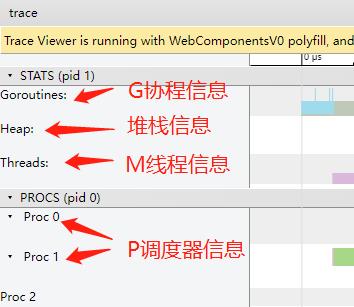 trace
Trace Viewer is running with WebComponentsV0 polyfill, and
0 μs
STATS (pid 1)
Goroutines:
G协程信息
Heap:
堆栈信息
Threads:
M线程信息
PROCS (pid 0)
Proc 0
P调度器信息
Proc 1
Proc 2